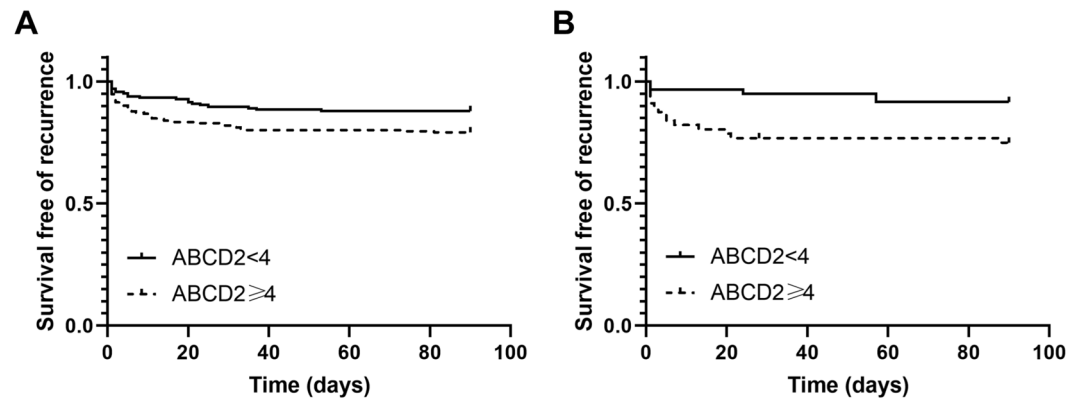 A
Survival free of recurrence
1.0
0.5
0.0
ABCD2<4
ABCD2⩾4
0 20 40 60 80 100
Time (days)
B
Survival free of recurrence
1.0
0.5
0.0
ABCD2<4
ABCD2⩾4
0 20 40 60 80 100
Time (days)